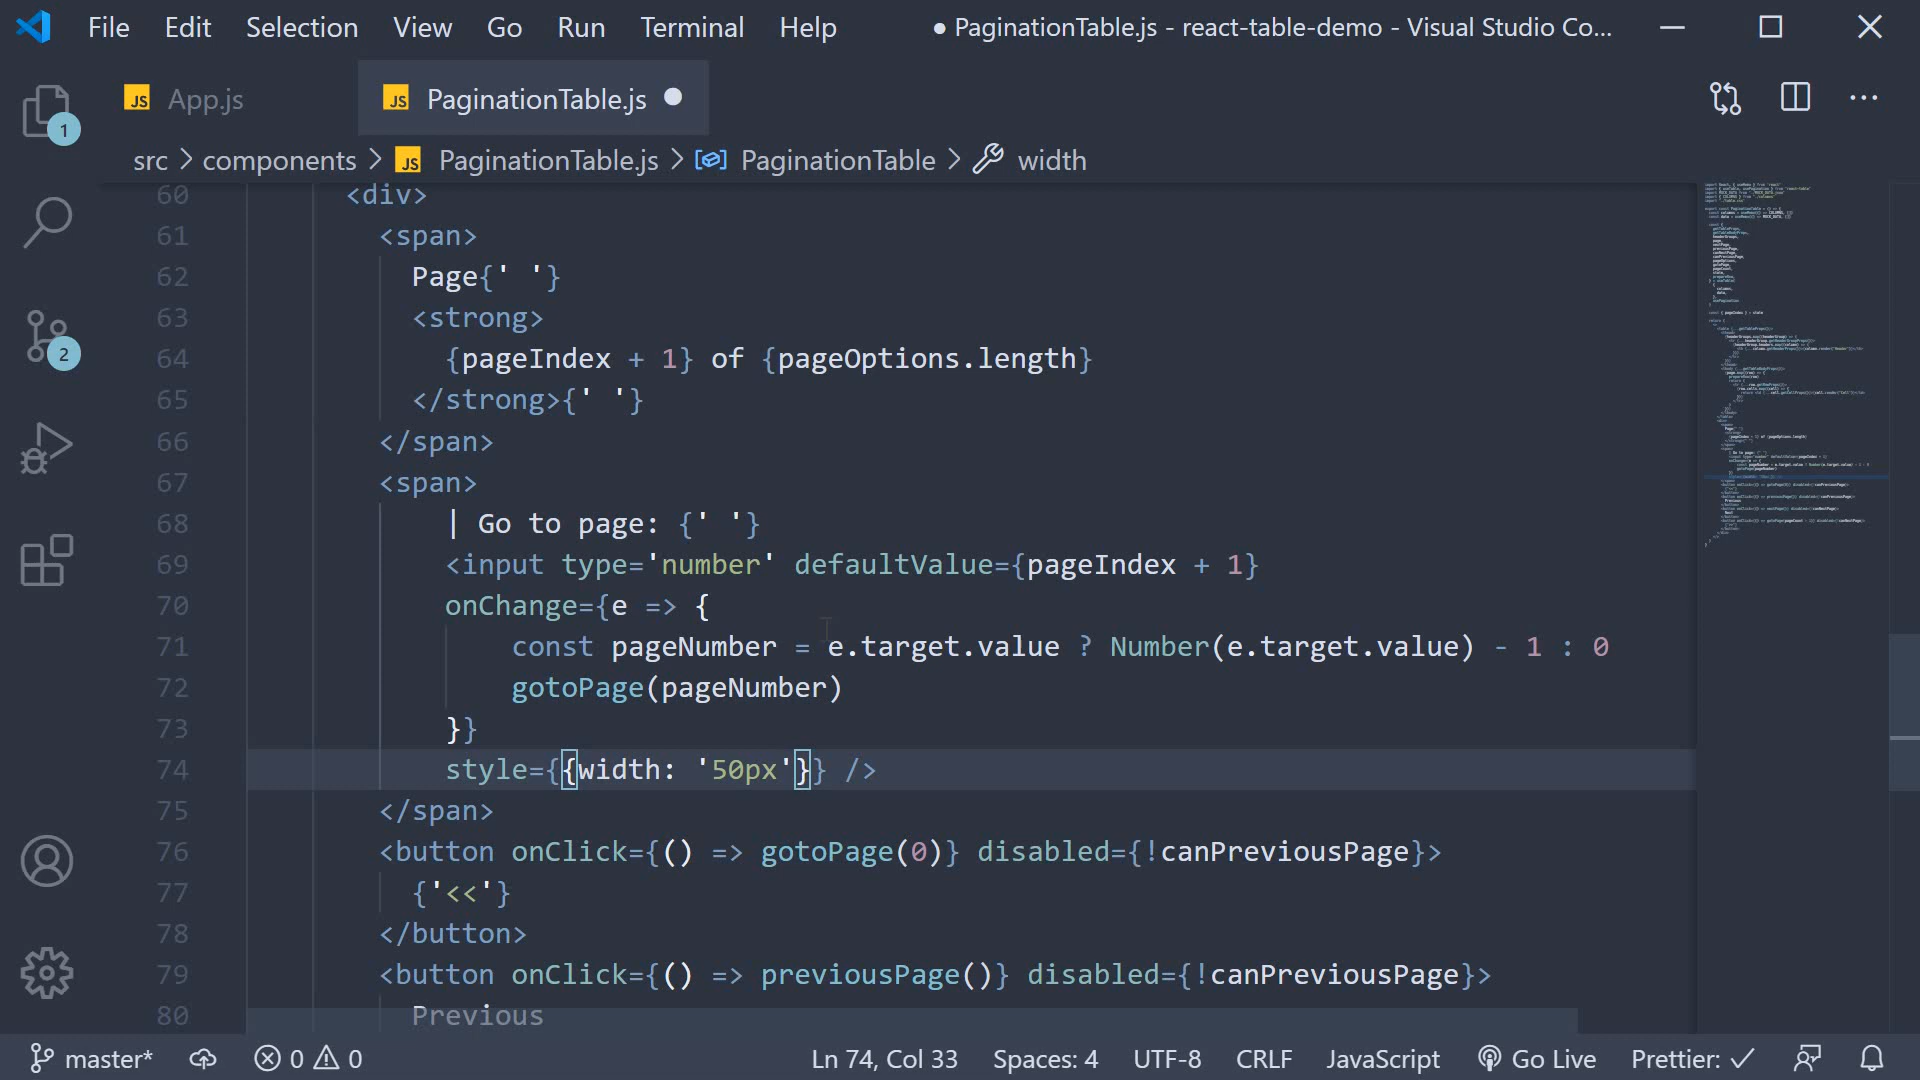 File Edit Selection View Go Run Terminal Help ● PaginationTable.js - react-table-demo - Visual Studio Co...
JS App.js JS PaginationTable.js ●
src > components > JS PaginationTable.js > PaginationTable > width
60 <div>
61 <span>
62 Page{' '}
63 <strong>
64 {pageIndex + 1} of {pageOptions.length}
65 </strong>{' '}
66 </span>
67 <span>
68 | Go to page: {' '}
69 <input type='number' defaultValue={pageIndex + 1}
70 onChange={e => {
71 const pageNumber = e.target.value ? Number(e.target.value) - 1 : 0
72 gotoPage(pageNumber)
73 }}
74 style={{width: '50px'}} />
75 </span>
76 <button onClick={() => gotoPage(0)} disabled={!canPreviousPage}>
77 {'<<'}
78 </button>
79 <button onClick={() => previousPage()} disabled={!canPreviousPage}>
80 Previous
1
2
master* 0 0 Ln 74, Col 33 Spaces: 4 UTF-8 CRLF JavaScript Go Live Prettier: ✓